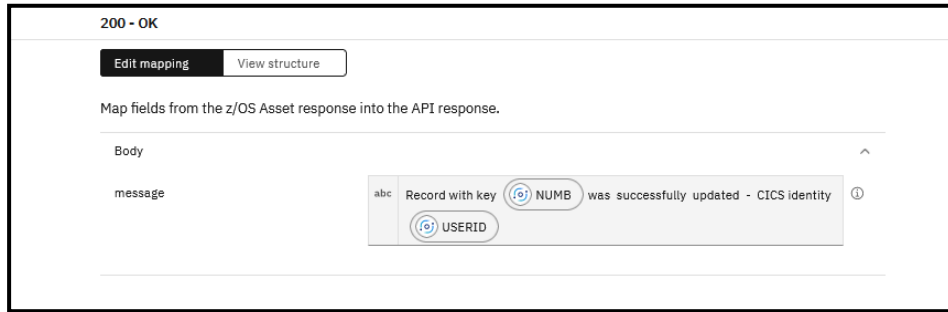 200 - OK
Edit mapping View structure
Map fields from the z/OS Asset response into the API response.
Body
message abc Record with key NUMB was successfully updated - CICS identity
USERID